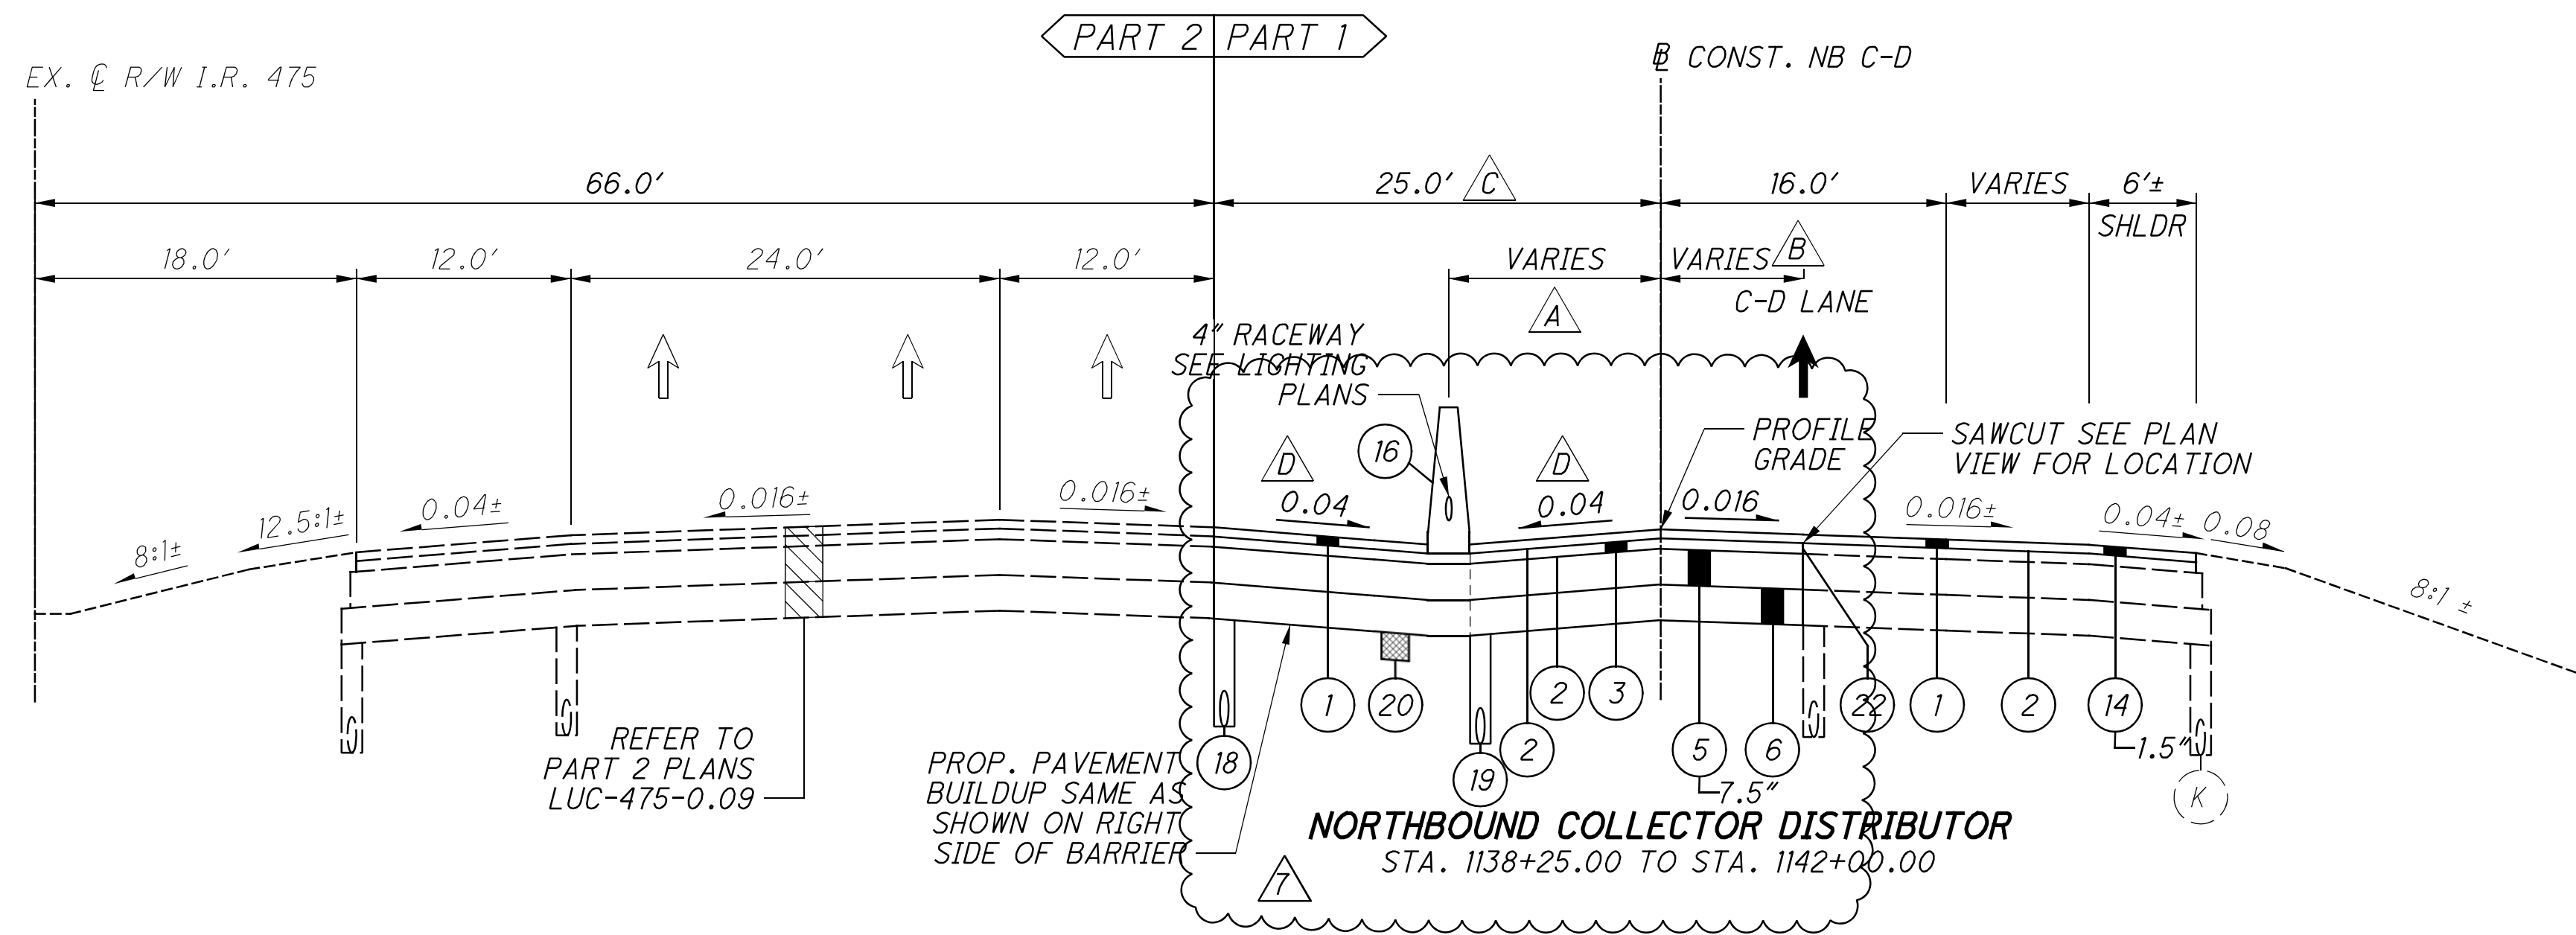 PART 2 PART 1
EX. ℄ R/W I.R. 475
CONST. NB C-D
66.0' 25.0' C 16.0' VARIES 6'±
SHLDR
18.0' 12.0' 24.0' 12.0' VARIES VARIES B
A
C-D LANE
4" RACEWAY
SEE LIGHTING
PLANS
16
PROFILE
GRADE
SAWCUT SEE PLAN
VIEW FOR LOCATION
D D
8:1± 12.5:1± 0.04± 0.016± 0.016± 0.04 0.04 0.016 0.016± 0.04± 0.08
8:1 ±
1 20 2 3 22 1 2 14
18 19 2 5 6
1.5"
7.5"
K
REFER TO
PART 2 PLANS
LUC-475-0.09
PROP. PAVEMENT
BUILDUP SAME AS
SHOWN ON RIGHT
SIDE OF BARRIER
NORTHBOUND COLLECTOR DISTRIBUTOR
STA. 1138+25.00 TO STA. 1142+00.00
7